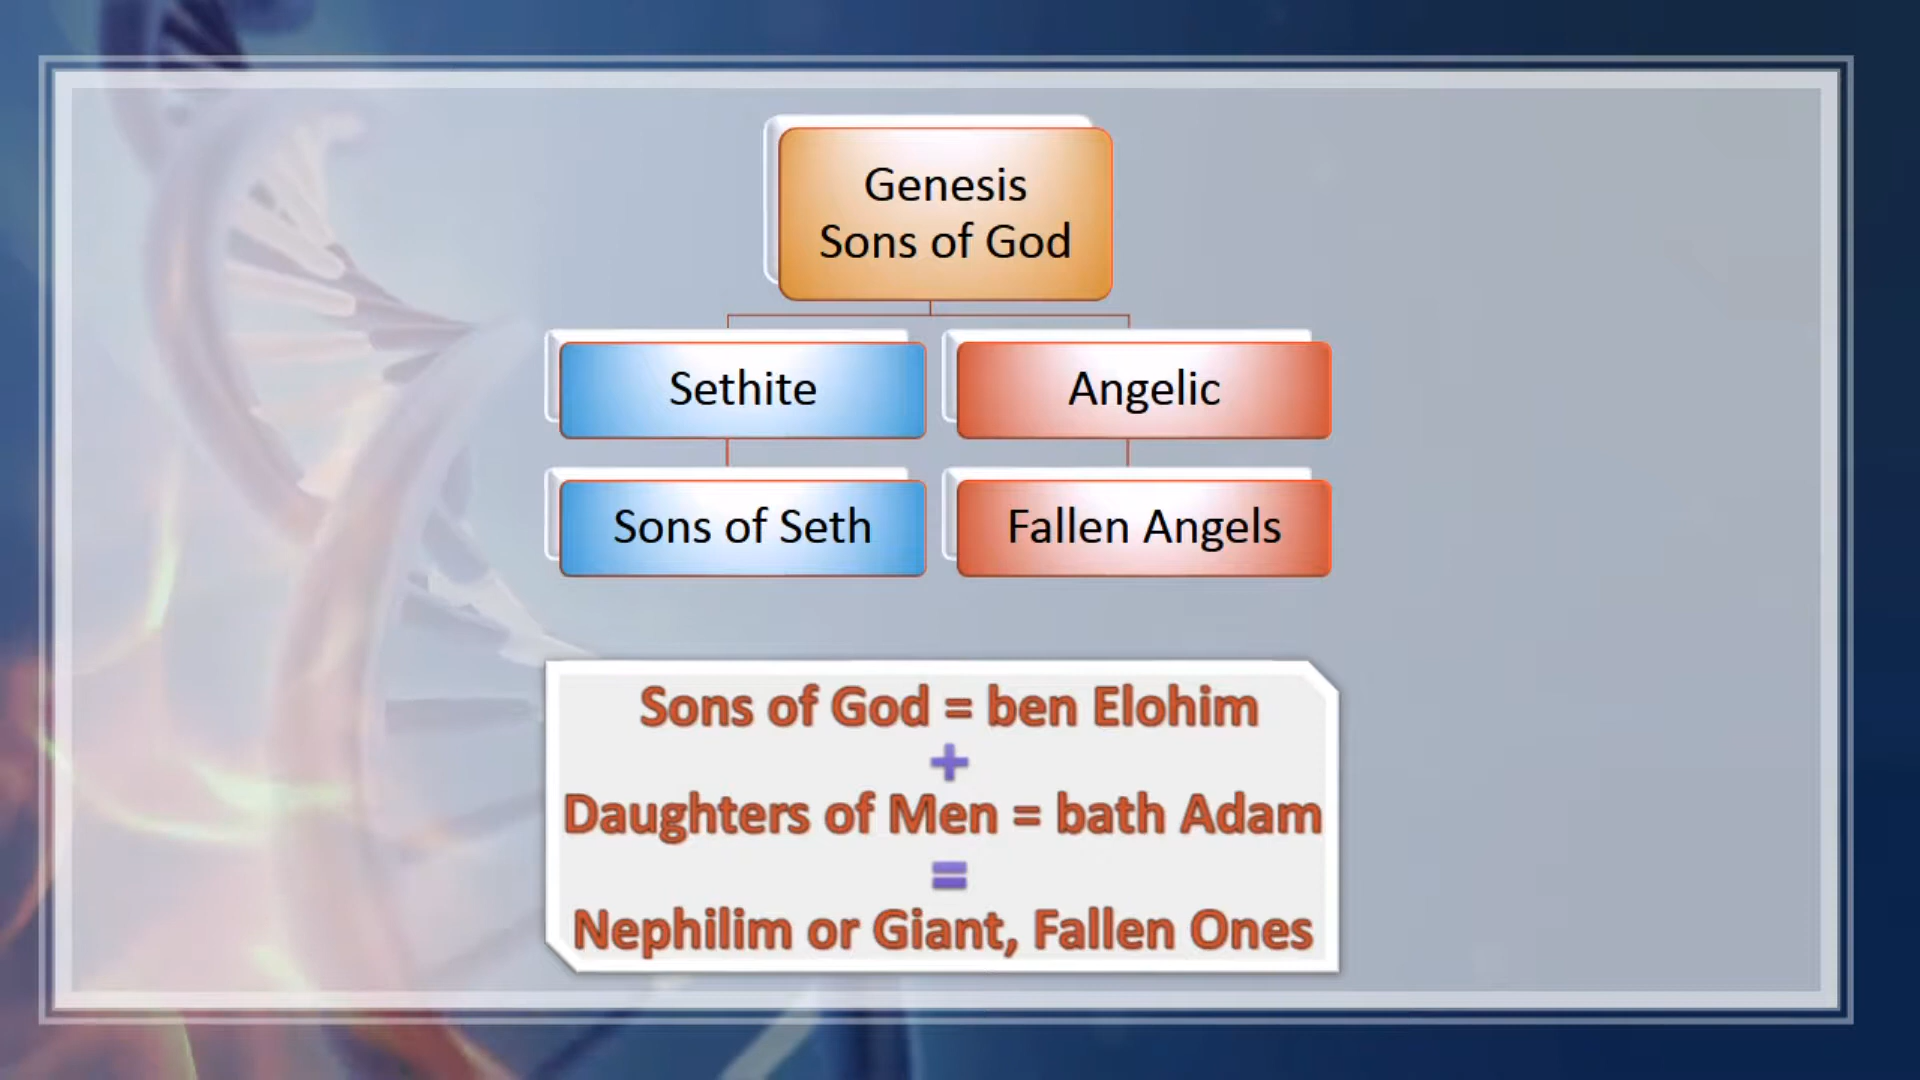 Genesis
Sons of God
Sethite
Angelic
Sons of Seth
Fallen Angels
Sons of God = ben Elohim
+
Daughters of Men = bath Adam
=
Nephilim or Giant, Fallen Ones